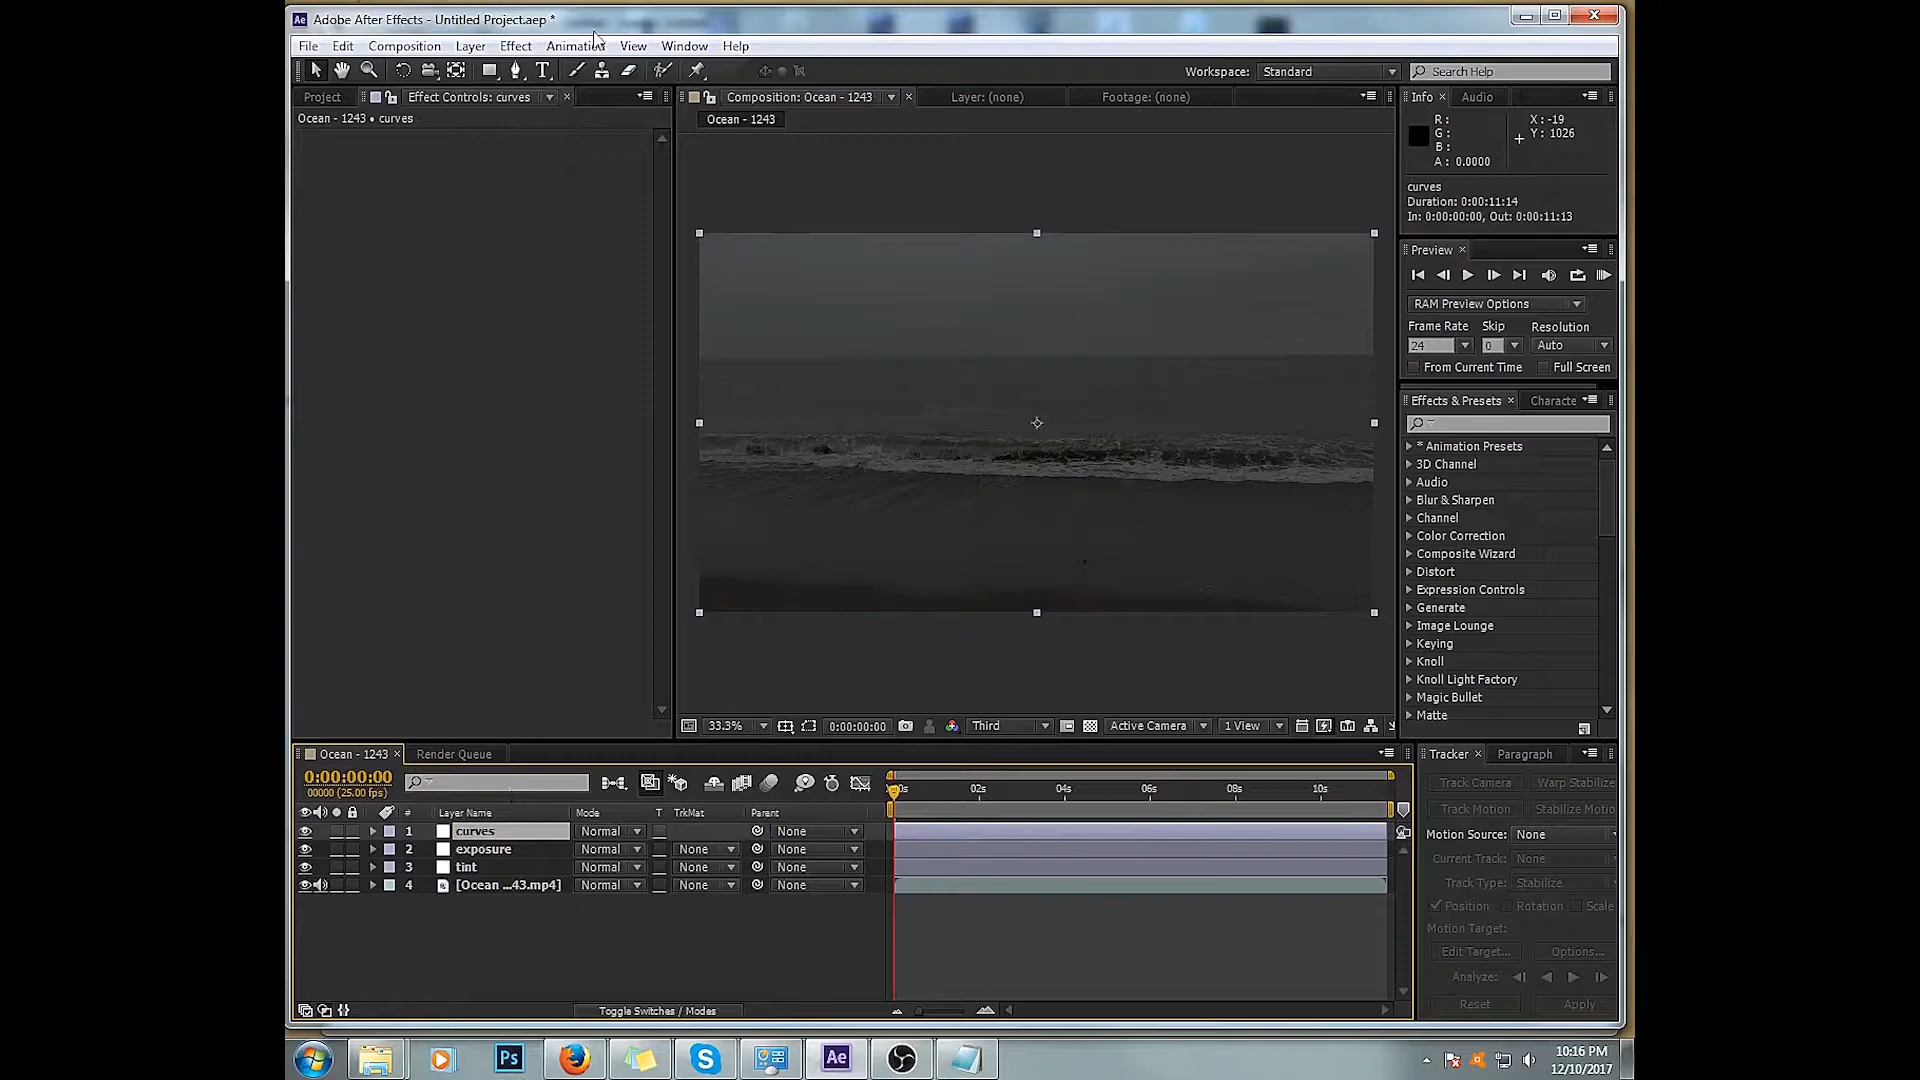 Adobe After Effects - Untitled Project.aep *
File Edit Composition Layer Effect Animation View Window Help
Workspace: Standard Search Help
Project Effect Controls: curves Composition: Ocean - 1243 Layer: (none) Footage: (none) Info Audio
Ocean - 1243 • curves
Ocean - 1243
R :
G :
B :
A : 0.0000
X : -19
Y : 1026
curves
Duration: 0:00:11:14
In: 0:00:00:00, Out: 0:00:11:13
Preview
RAM Preview Options
Frame Rate Skip Resolution
24 0 Auto
From Current Time Full Screen
Effects & Presets Characte
* Animation Presets
3D Channel
Audio
Blur & Sharpen
Channel
Color Correction
Composite Wizard
Distort
Expression Controls
Generate
Image Lounge
Keying
Knoll
Knoll Light Factory
Magic Bullet
Matte
33.3% 0:00:00:00 Third Active Camera 1 View
Ocean - 1243 Render Queue
0:00:00:00
00000 (25.00 fps)
02s 04s 06s 08s 10s
# Layer Name Mode T TrkMat Parent
1 curves Normal None
2 exposure Normal None None
3 tint Normal None None
4 [Ocean ...43.mp4] Normal None None
Toggle Switches / Modes
Tracker Paragraph
Track Camera Warp Stabilize
Track Motion Stabilize Motio
Motion Source: None
Current Track: None
Track Type: Stabilize
Position Rotation Scale
Motion Target:
Edit Target... Options...
Analyze:
Reset Apply
Ps Ae
10:16 PM
12/10/2017